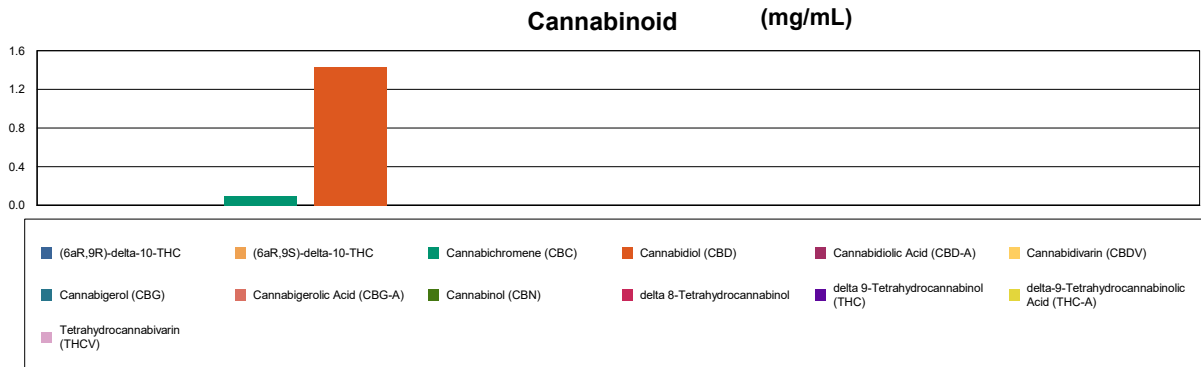 Cannabinoid (mg/mL)
1.6
1.2
0.8
0.4
0.0
(6aR,9R)-delta-10-THC
(6aR,9S)-delta-10-THC
Cannabichromene (CBC)
Cannabidiol (CBD)
Cannabidiolic Acid (CBD-A)
Cannabidivarin (CBDV)
Cannabigerol (CBG)
Cannabigerolic Acid (CBG-A)
Cannabinol (CBN)
delta 8-Tetrahydrocannabinol
delta 9-Tetrahydrocannabinol
(THC)
delta-9-Tetrahydrocannabinolic
Acid (THC-A)
Tetrahydrocannabivarin
(THCV)